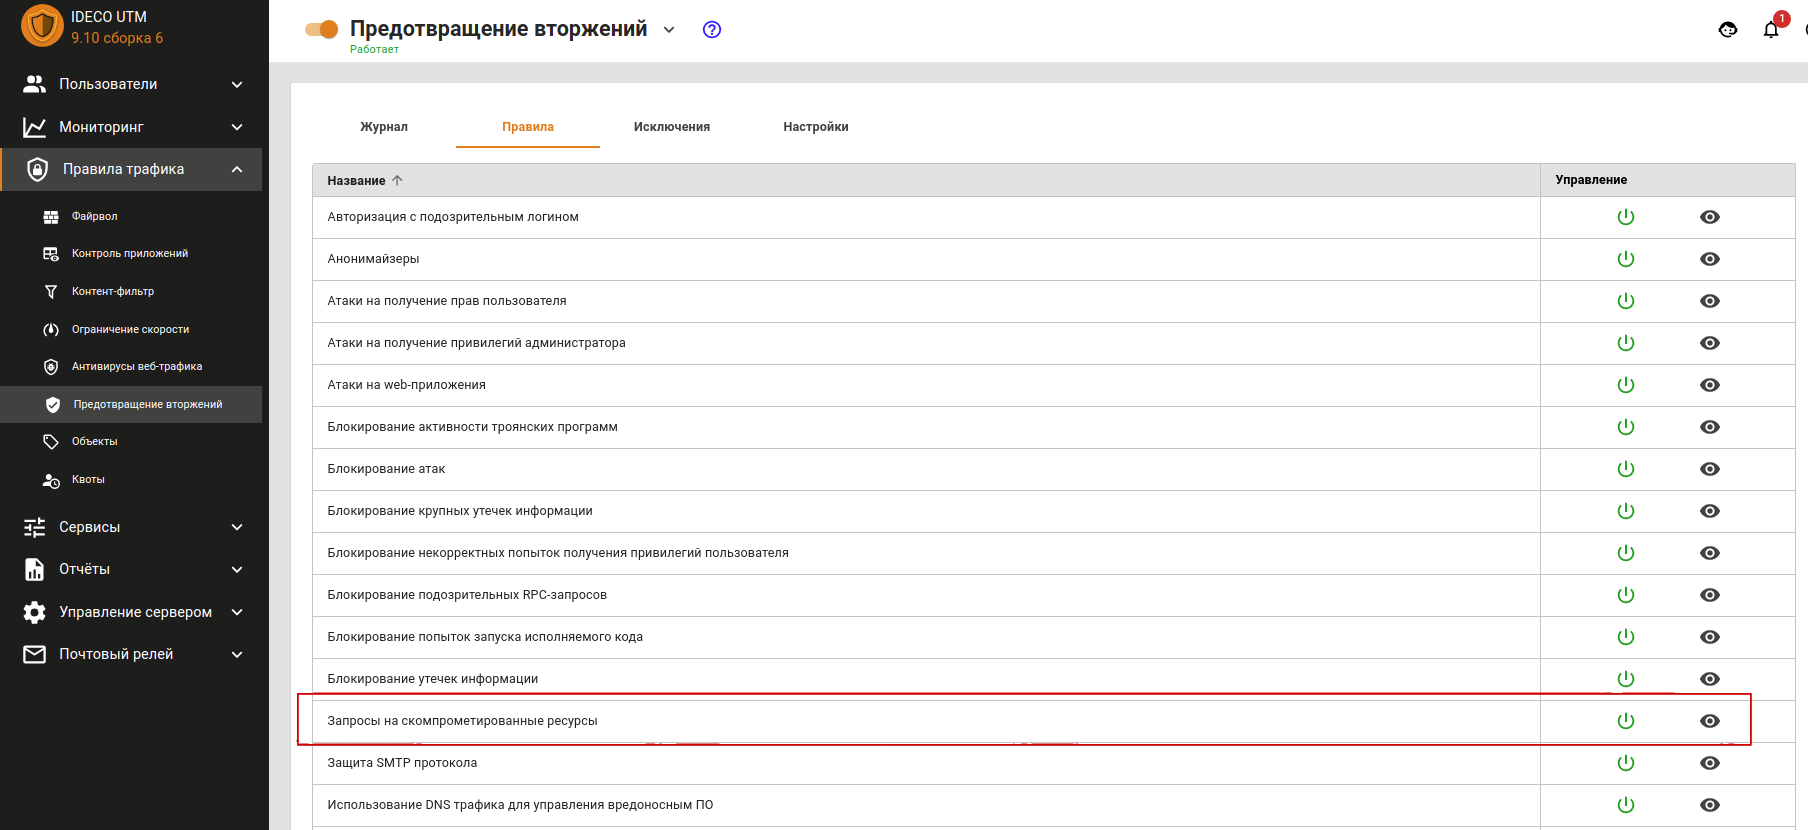 IDECO UTM
9.10 сборка 6
Предотвращение вторжений
Работает
1
Пользователи
Мониторинг
Правила трафика
Файрвол
Контроль приложений
Контент-фильтр
Ограничение скорости
Антивирусы веб-трафика
Предотвращение вторжений
Объекты
Квоты
Сервисы
Отчёты
Управление сервером
Почтовый релей
Журнал Правила Исключения Настройки
Название Управление
Авторизация с подозрительным логином
Анонимайзеры
Атаки на получение прав пользователя
Атаки на получение привилегий администратора
Атаки на web-приложения
Блокирование активности троянских программ
Блокирование атак
Блокирование крупных утечек информации
Блокирование некорректных попыток получения привилегий пользователя
Блокирование подозрительных RPC-запросов
Блокирование попыток запуска исполняемого кода
Блокирование утечек информации
Запросы на скомпрометированные ресурсы
Защита SMTP протокола
Использование DNS трафика для управления вредоносным ПО